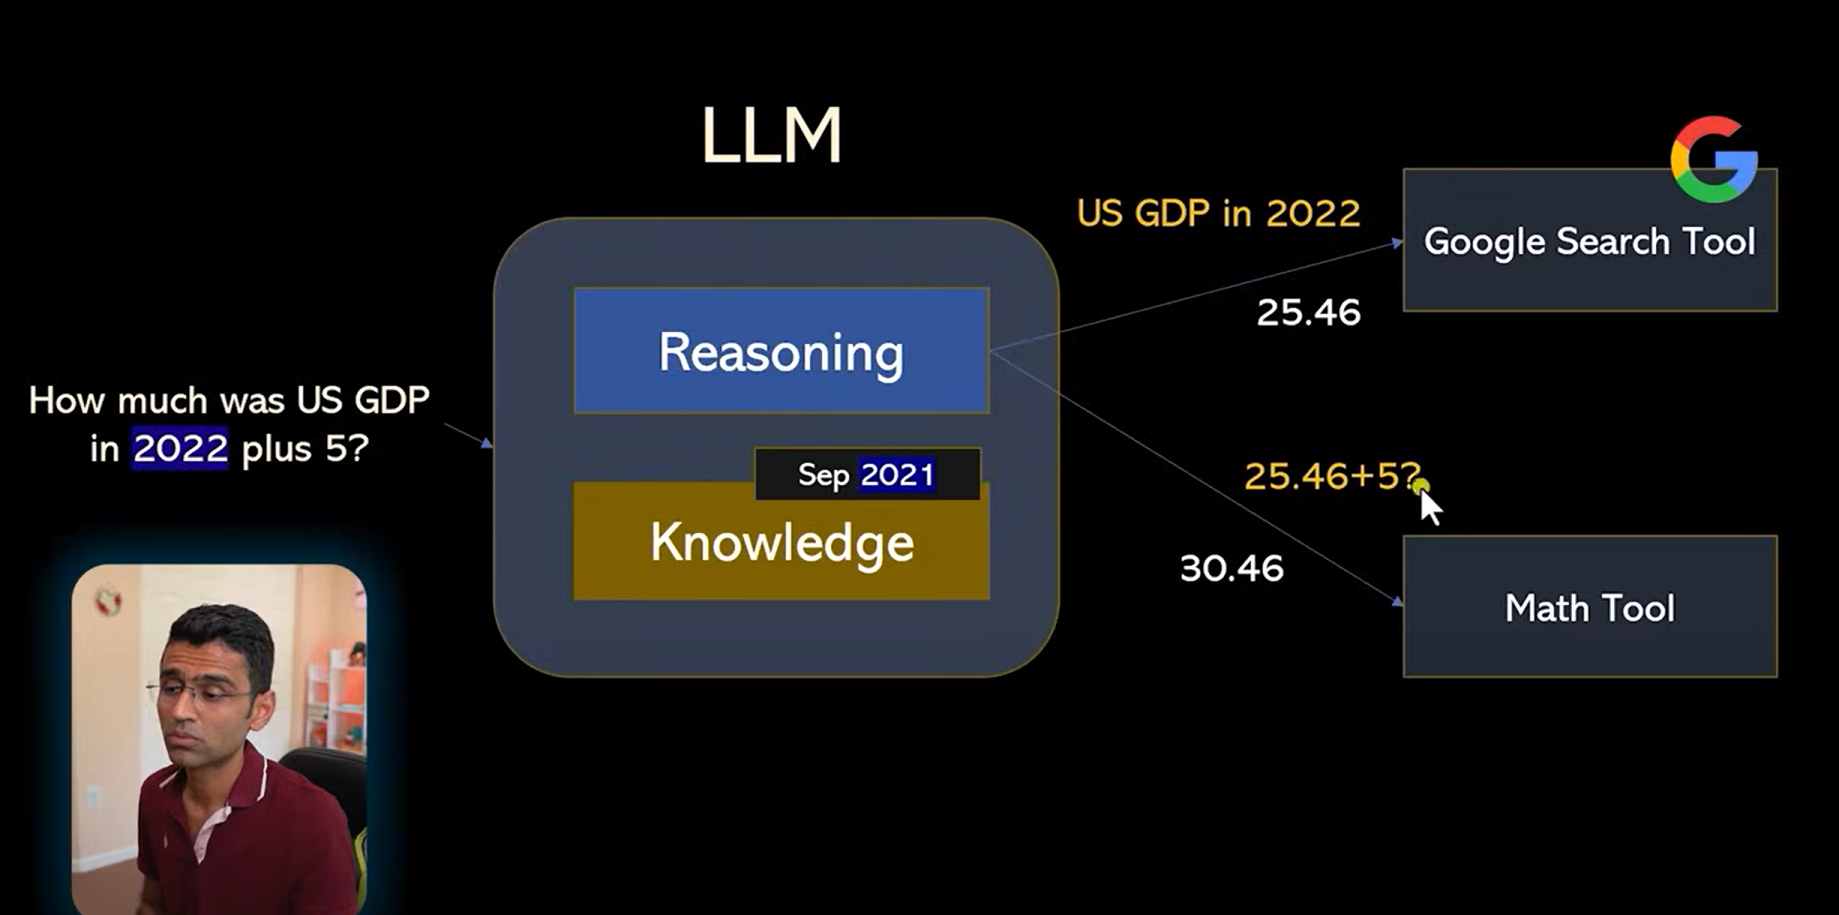 LLM
US GDP in 2022
Google Search Tool
25.46
Reasoning
How much was US GDP
in 2022 plus 5?
Sep 2021
Knowledge
25.46+5?
30.46
Math Tool